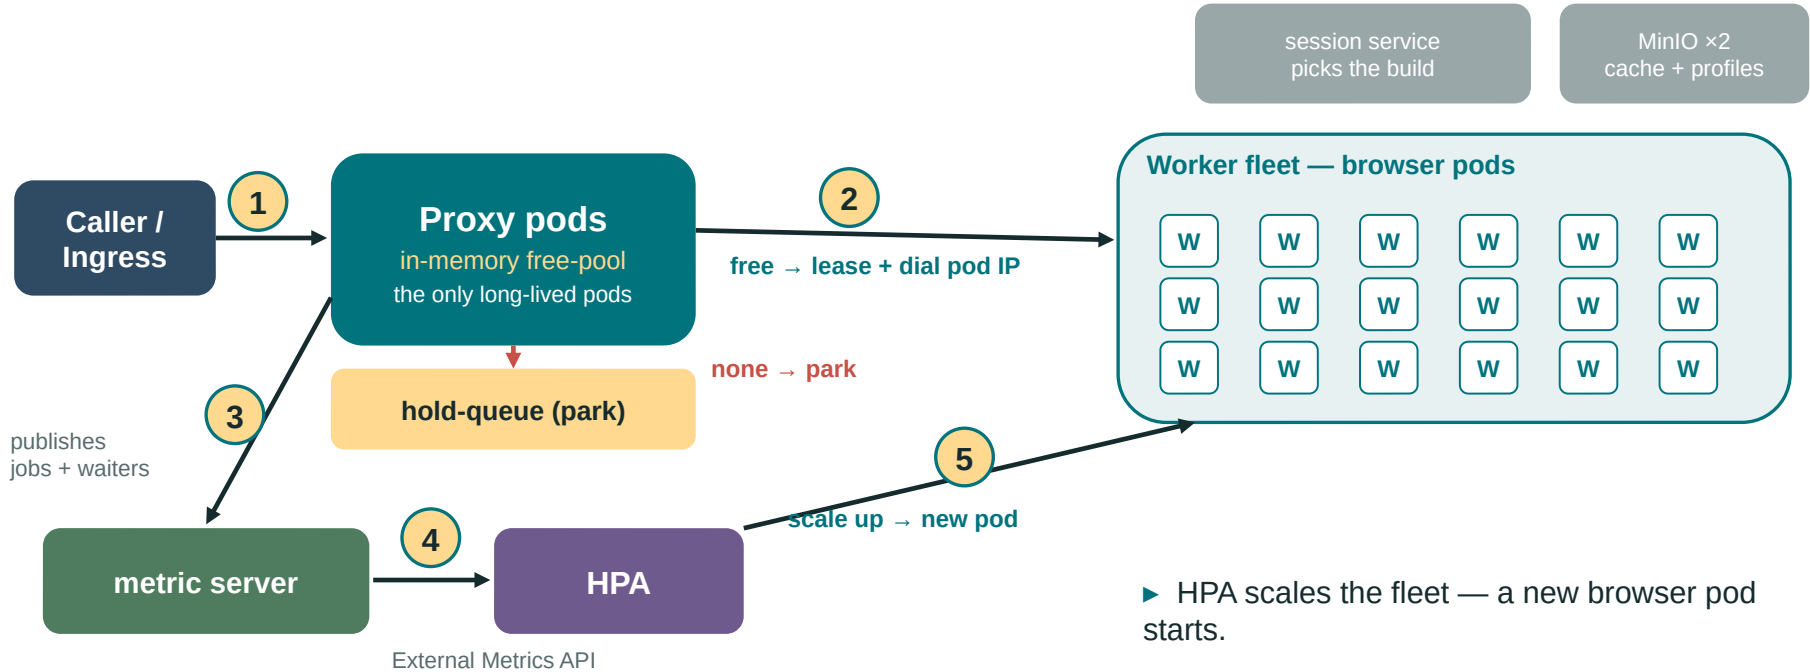 session service
picks the build
MinIO ×2
cache + profiles
Caller /
Ingress
1
Proxy pods
in-memory free-pool
the only long-lived pods
2
free → lease + dial pod IP
Worker fleet — browser pods
W W W W W W
W W W W W W
W W W W W W
none → park
hold-queue (park)
3
publishes
jobs + waiters
metric server
4
HPA
External Metrics API
5
scale up → new pod
► HPA scales the fleet — a new browser pod
starts.